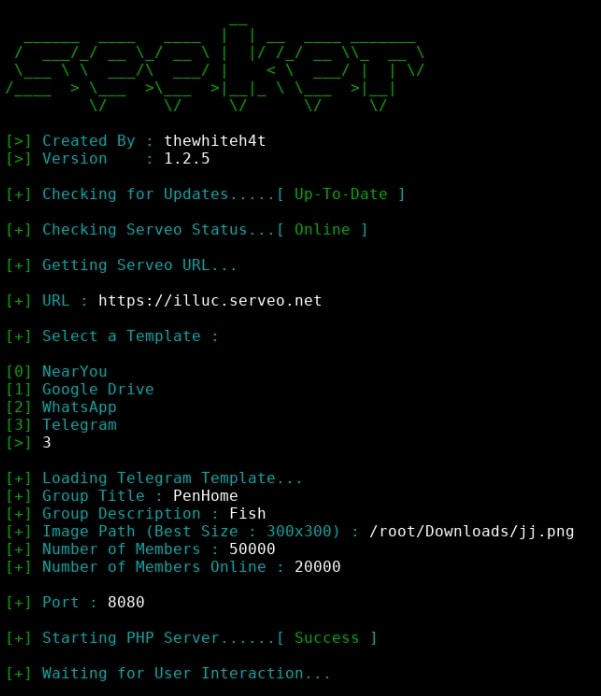 seeker
[>] Created By : thewhiteh4t
[>] Version    : 1.2.5
[+] Checking for Updates.....[ Up-To-Date ]
[+] Checking Serveo Status...[ Online ]
[+] Getting Serveo URL...
[+] URL : https://illuc.serveo.net
[+] Select a Template :
[0] NearYou
[1] Google Drive
[2] WhatsApp
[3] Telegram
[>] 3
[+] Loading Telegram Template...
[+] Group Title : PenHome
[+] Group Description : Fish
[+] Image Path (Best Size : 300x300) : /root/Downloads/jj.png
[+] Number of Members : 50000
[+] Number of Members Online : 20000
[+] Port : 8080
[+] Starting PHP Server......[ Success ]
[+] Waiting for User Interaction...